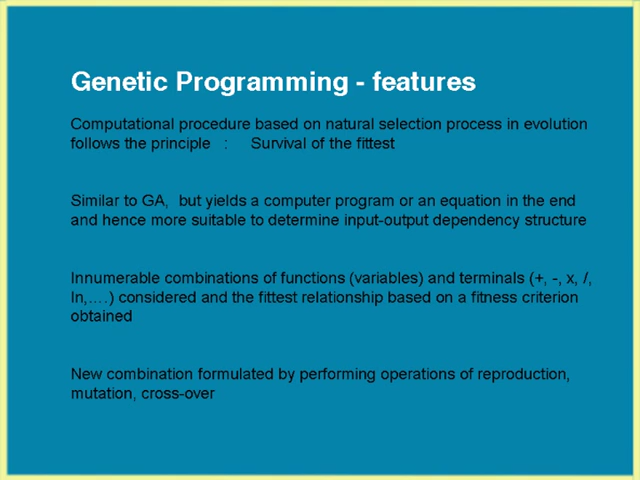 Genetic Programming - features
Computational procedure based on natural selection process in evolution
follows the principle : Survival of the fittest
Similar to GA, but yields a computer program or an equation in the end
and hence more suitable to determine input-output dependency structure
Innumerable combinations of functions (variables) and terminals (+, -, x, /,
ln,....) considered and the fittest relationship based on a fitness criterion
obtained
New combination formulated by performing operations of reproduction,
mutation, cross-over